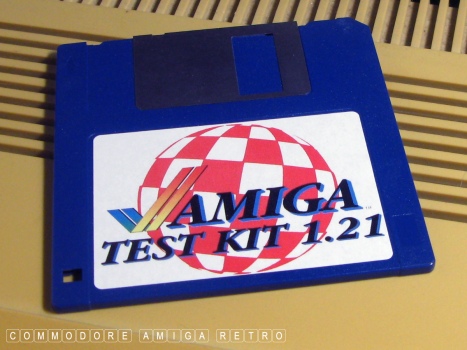 AMIGA
TEST KIT 1.21
COMMODORE AMIGA RETRO